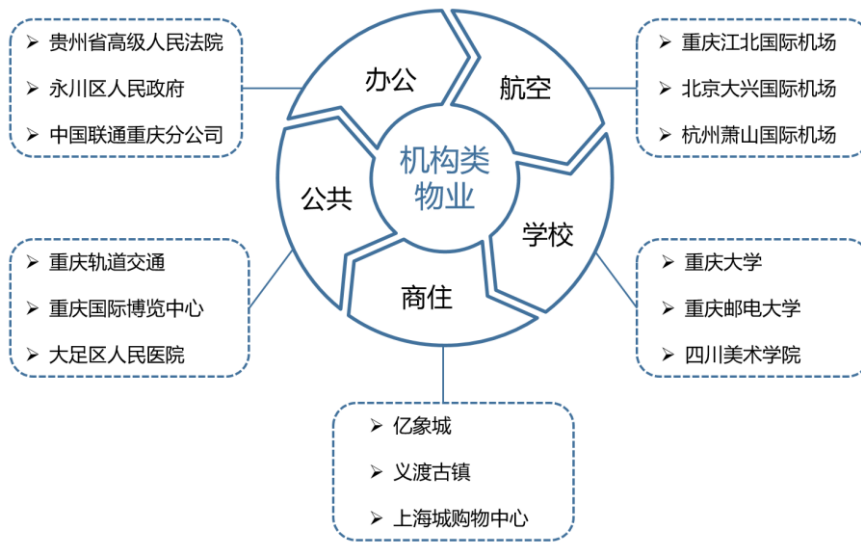 贵州省高级人民法院
永川区人民政府
中国联通重庆分公司
办公
航空
重庆江北国际机场
北京大兴国际机场
杭州萧山国际机场
机构类
物业
公共
学校
商住
重庆轨道交通
重庆国际博览中心
大足区人民医院
重庆大学
重庆邮电大学
四川美术学院
亿象城
义渡古镇
上海城购物中心